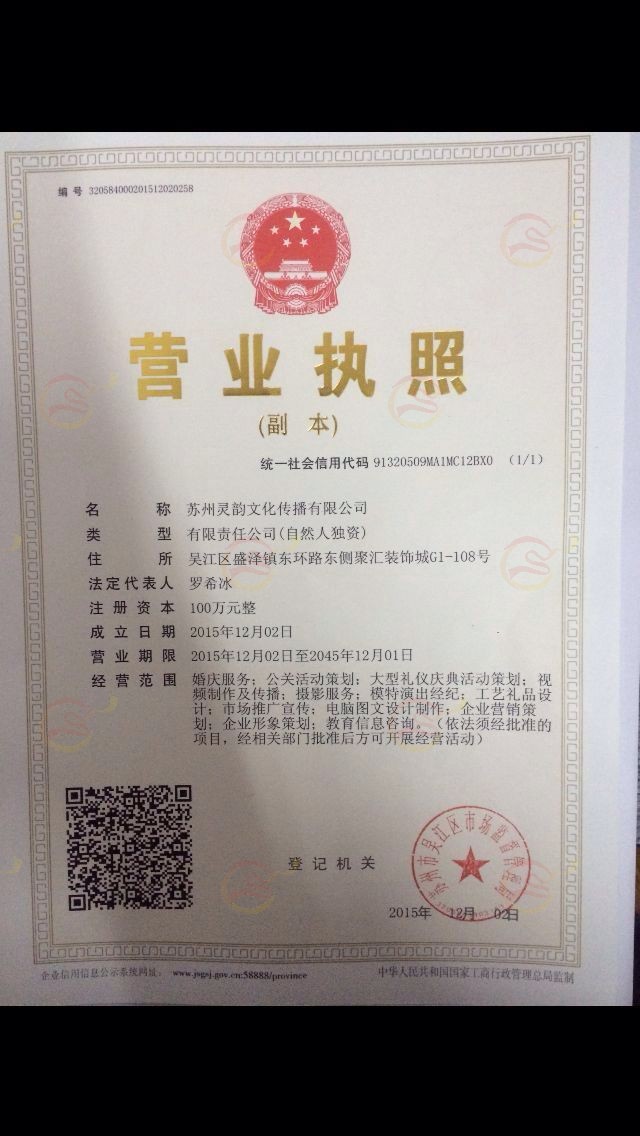 编号 320584000201512020258
营业执照
(副 本)
统一社会信用代码 91320509MA1MC12BX0 (1/1)
名称 苏州灵韵文化传播有限公司
类型 有限责任公司(自然人独资)
住所 吴江区盛泽镇东环路东侧聚汇装饰城G1-108号
法定代表人 罗希冰
注册资本 100万元整
成立日期 2015年12月02日
营业期限 2015年12月02日至2045年12月01日
经营范围 婚庆服务；公关活动策划；大型礼仪庆典活动策划；视
频制作及传播；摄影服务；模特演出经纪；工艺礼品设
计；市场推广宣传；电脑图文设计制作；企业营销策
划；企业形象策划；教育信息咨询。（依法须经批准的
项目，经相关部门批准后方可开展经营活动）
苏州市吴江区市场监督管理局
登记机关
2015年 12月 02日
企业信用信息公示系统网址： www.jsgsj.gov.cn:58888/province
中华人民共和国国家工商行政管理总局监制